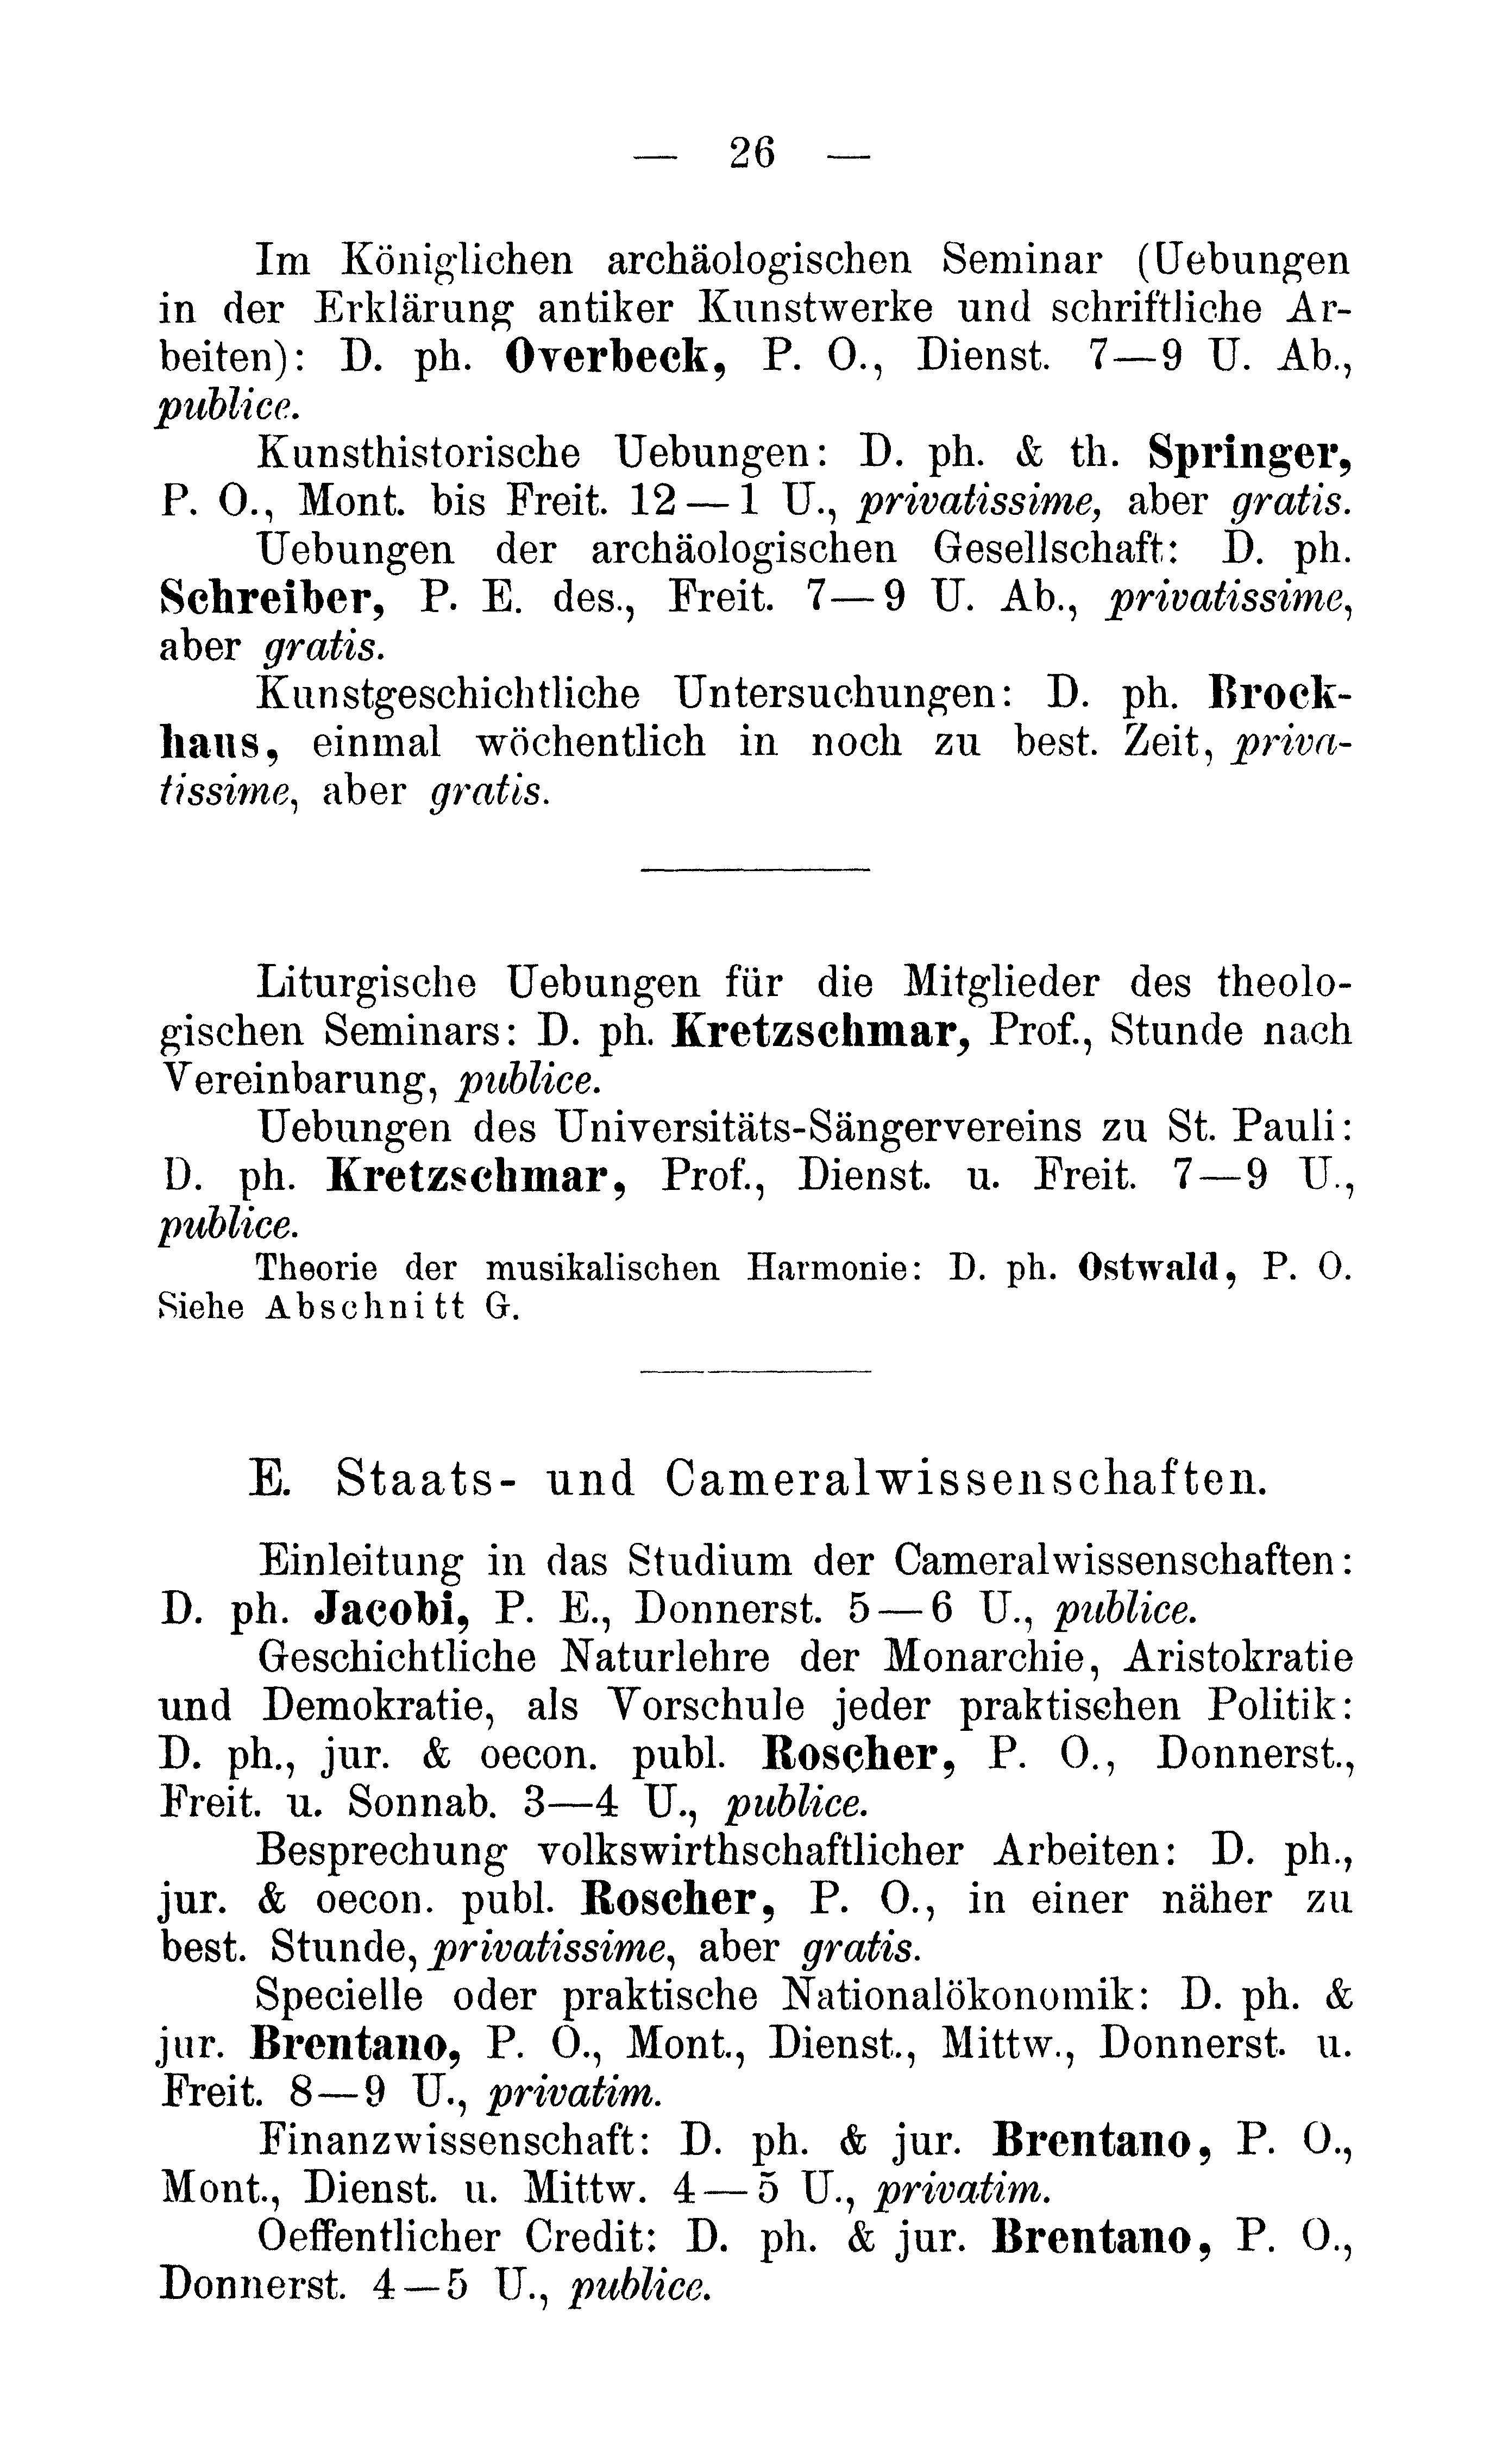 — 26 —
Im Königlichen archäologischen Seminar (Uebungen
in der Erklärung antiker Kunstwerke und schriftliche Ar-
beiten): D. ph. Overbeck, P. O., Dienst. 7—9 U. Ab.,
publice.
Kunsthistorische Uebungen: D. ph. & th. Springer,
P. O., Mont. bis Freit. 12—1 U., privatissime, aber gratis.
Uebungen der archäologischen Gesellschaft: D. ph.
Schreiber, P. E. des., Freit. 7—9 U. Ab., privatissime,
aber gratis.
Kunstgeschichtliche Untersuchungen: D. ph. Brock-
haus, einmal wöchentlich in noch zu best. Zeit, priva-
tissime, aber gratis.
Liturgische Uebungen für die Mitglieder des theolo-
gischen Seminars: D. ph. Kretzschmar, Prof., Stunde nach
Vereinbarung, publice.
Uebungen des Universitäts-Sängervereins zu St. Pauli:
D. ph. Kretzschmar, Prof., Dienst. u. Freit. 7—9 U.,
publice.
Theorie der musikalischen Harmonie: D. ph. Ostwald, P. O.
Siehe Abschnitt G.
E. Staats- und Cameralwissenschaften.
Einleitung in das Studium der Cameralwissenschaften:
D. ph. Jacobi, P. E., Donnerst. 5—6 U., publice.
Geschichtliche Naturlehre der Monarchie, Aristokratie
und Demokratie, als Vorschule jeder praktischen Politik:
D. ph., jur. & oecon. publ. Roscher, P. O., Donnerst.,
Freit. u. Sonnab. 3—4 U., publice.
Besprechung volkswirthschaftlicher Arbeiten: D. ph.,
jur. & oecon. publ. Roscher, P. O., in einer näher zu
best. Stunde, privatissime, aber gratis.
Specielle oder praktische Nationalökonomik: D. ph. &
jur. Brentano, P. O., Mont., Dienst., Mittw., Donnerst. u.
Freit. 8—9 U., privatim.
Finanzwissenschaft: D. ph. & jur. Brentano, P. O.,
Mont., Dienst. u. Mittw. 4—5 U., privatim.
Oeffentlicher Credit: D. ph. & jur. Brentano, P. O.,
Donnerst. 4—5 U., publice.